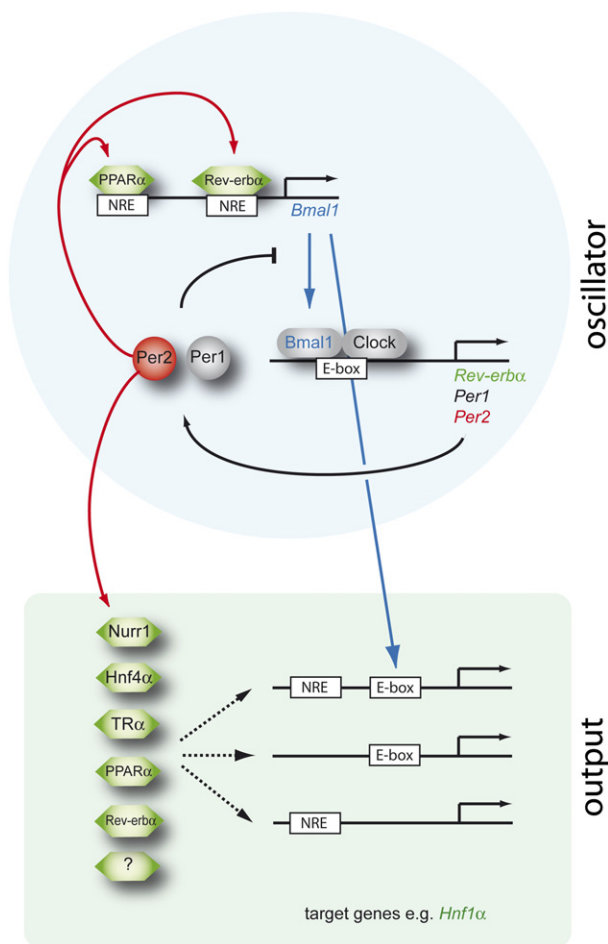 PPARα
Rev-erbα
NRE
NRE
Bmal1
Per2
Per1
Bmal1
Clock
E-box
Rev-erbα
Per1
Per2
oscillator
Nurr1
Hnf4α
TRα
PPARα
Rev-erbα
?
NRE
E-box
E-box
NRE
target genes e.g. Hnf1α
output